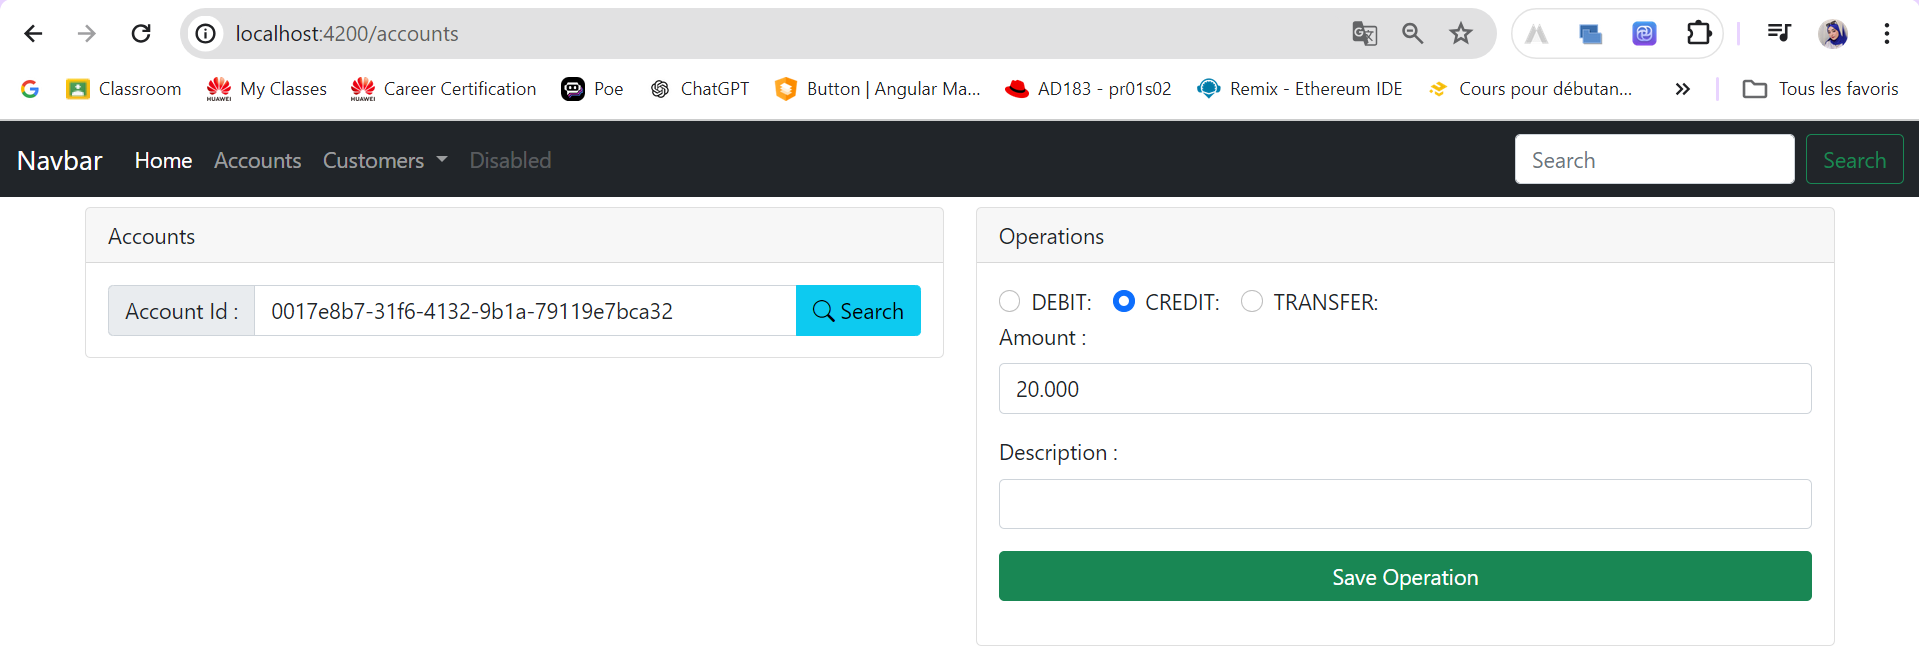 localhost:4200/accounts
Classroom My Classes Career Certification Poe ChatGPT Button | Angular Ma... AD183 - pr01s02 Remix - Ethereum IDE Cours pour débutan... » Tous les favoris
Navbar Home Accounts Customers Disabled Search Search
Accounts
Account Id : 0017e8b7-31f6-4132-9b1a-79119e7bca32 Search
Operations
DEBIT: CREDIT: TRANSFER:
Amount :
20.000
Description :
Save Operation